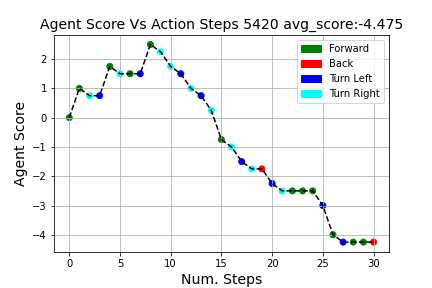 Agent Score Vs Action Steps 5420 avg_score:-4.475
Agent Score
2
1
0
−1
−2
−3
−4
Forward
Back
Turn Left
Turn Right
0 5 10 15 20 25 30
Num. Steps